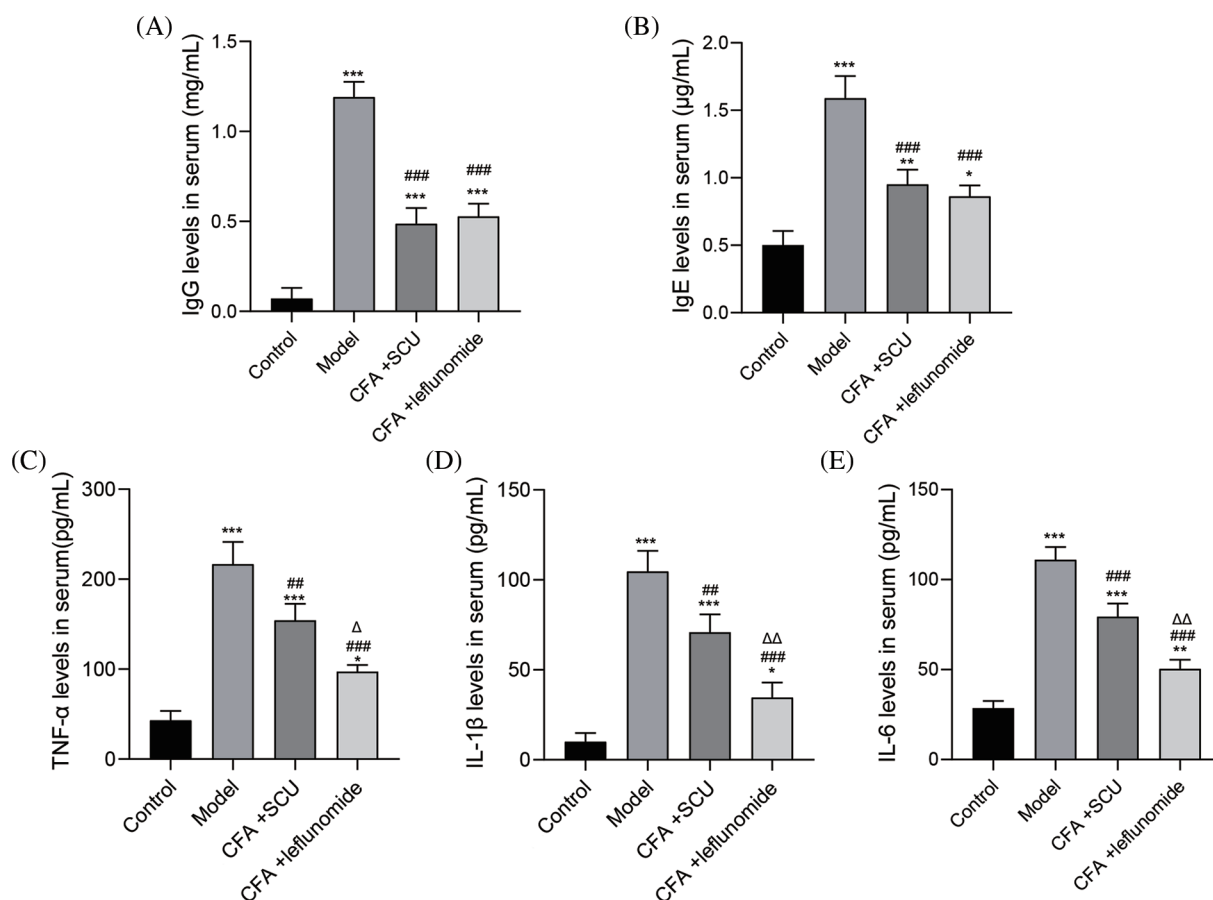 (A)
IgG levels in serum (mg/mL)
1.5
1.0
0.5
0.0
***
###
***
###
***
Control
Model
CFA +SCU
CFA +leflunomide
(B)
IgE levels in serum (µg/mL)
2.0
1.5
1.0
0.5
0.0
***
###
**
###
*
Control
Model
CFA +SCU
CFA +leflunomide
(C)
TNF-α levels in serum(pg/mL)
300
200
100
0
***
##
***
Δ
###
*
Control
Model
CFA +SCU
CFA +leflunomide
(D)
IL-1β levels in serum (pg/mL)
150
100
50
0
***
##
***
ΔΔ
###
*
Control
Model
CFA +SCU
CFA +leflunomide
(E)
IL-6 levels in serum (pg/mL)
150
100
50
0
***
###
***
ΔΔ
###
**
Control
Model
CFA +SCU
CFA +leflunomide